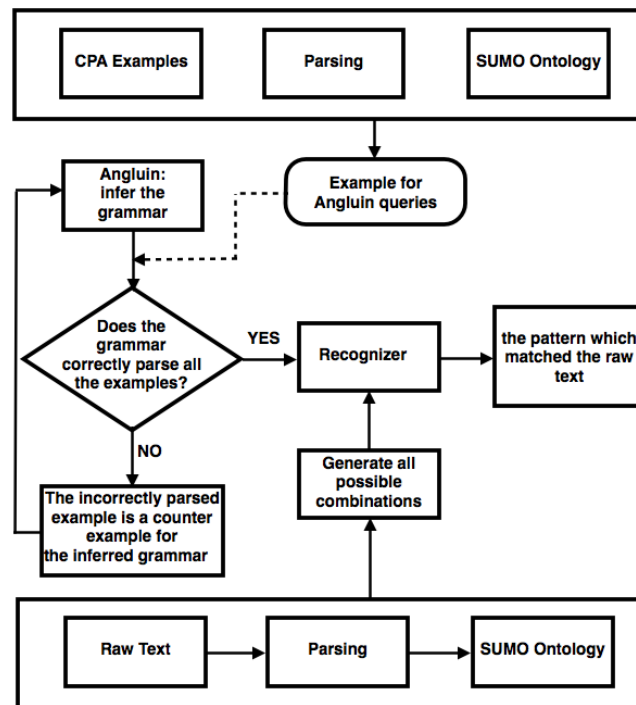 CPA Examples
Parsing
SUMO Ontology
Angluin:
infer the
grammar
Example for
Angluin queries
Does the
grammar
correctly parse all
the examples?
YES
Recognizer
the pattern which
matched the raw
text
NO
Generate all
possible
combinations
The incorrectly parsed
example is a counter
example for
the inferred grammar
Raw Text
Parsing
SUMO Ontology